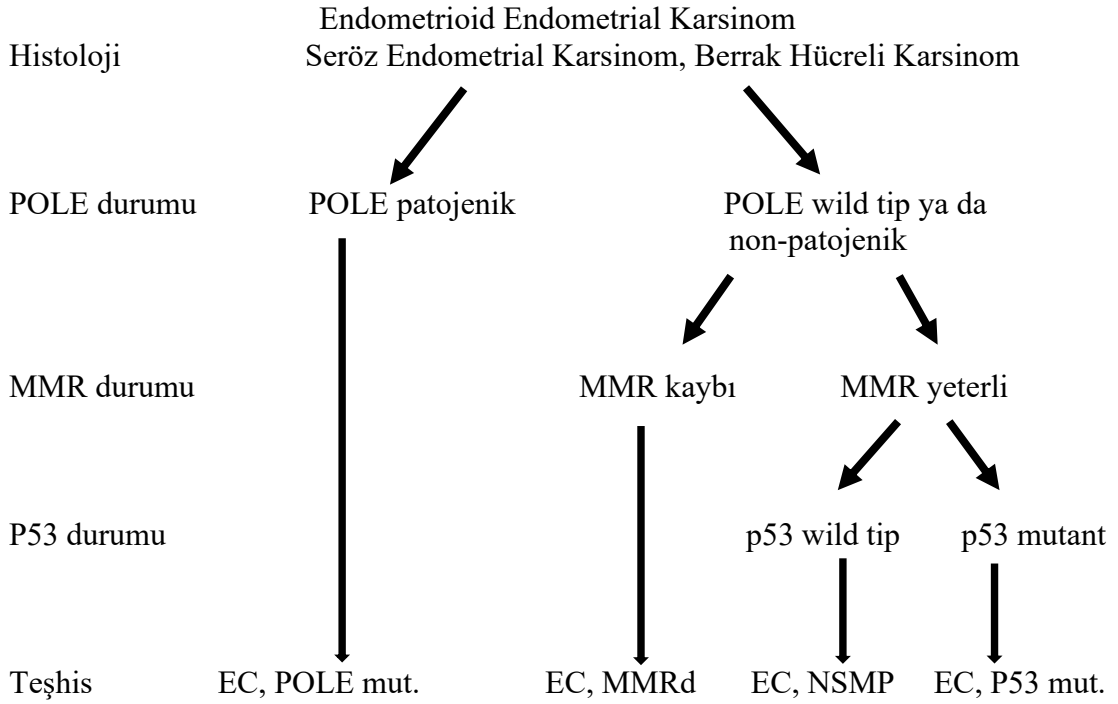 Endometrioid Endometrial Karsinom
Histoloji Seröz Endometrial Karsinom, Berrak Hücreli Karsinom
POLE durumu POLE patojenik POLE wild tip ya da
non-patojenik
MMR durumu MMR kaybı MMR yeterli
P53 durumu p53 wild tip p53 mutant
Teşhis EC, POLE mut. EC, MMRd EC, NSMP EC, P53 mut.